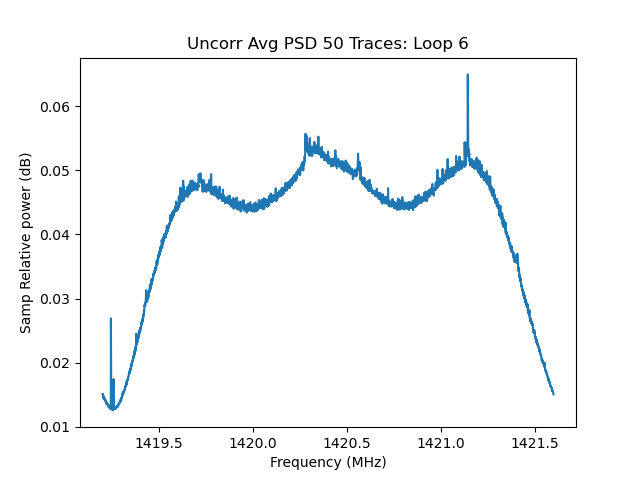 Uncorr Avg PSD 50 Traces: Loop 6
Samp Relative power (dB)
0.06
0.05
0.04
0.03
0.02
0.01
1419.5 1420.0 1420.5 1421.0 1421.5
Frequency (MHz)